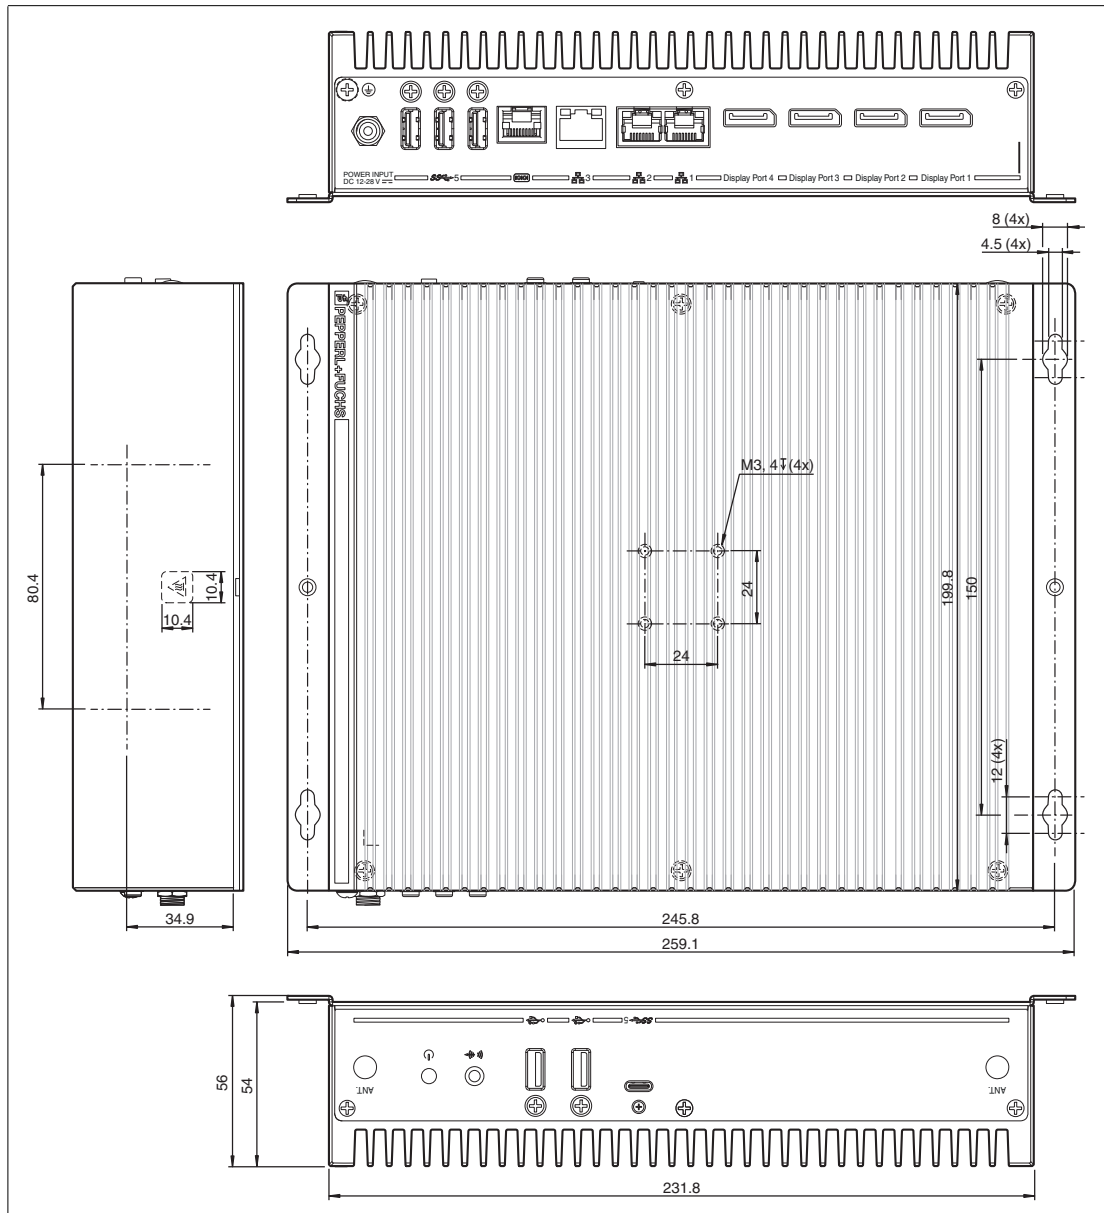 POWER INPUT
DC 12-28 V
SS 5
3
2
1
Display Port 4
Display Port 3
Display Port 2
Display Port 1
8 (4x)
4.5 (4x)
PEPPERL+FUCHS
M3, 4↧(4x)
80.4
10.4
10.4
24
24
199.8
150
12 (4x)
34.9
245.8
259.1
SS 5
56
54
ANT.
ANT.
231.8